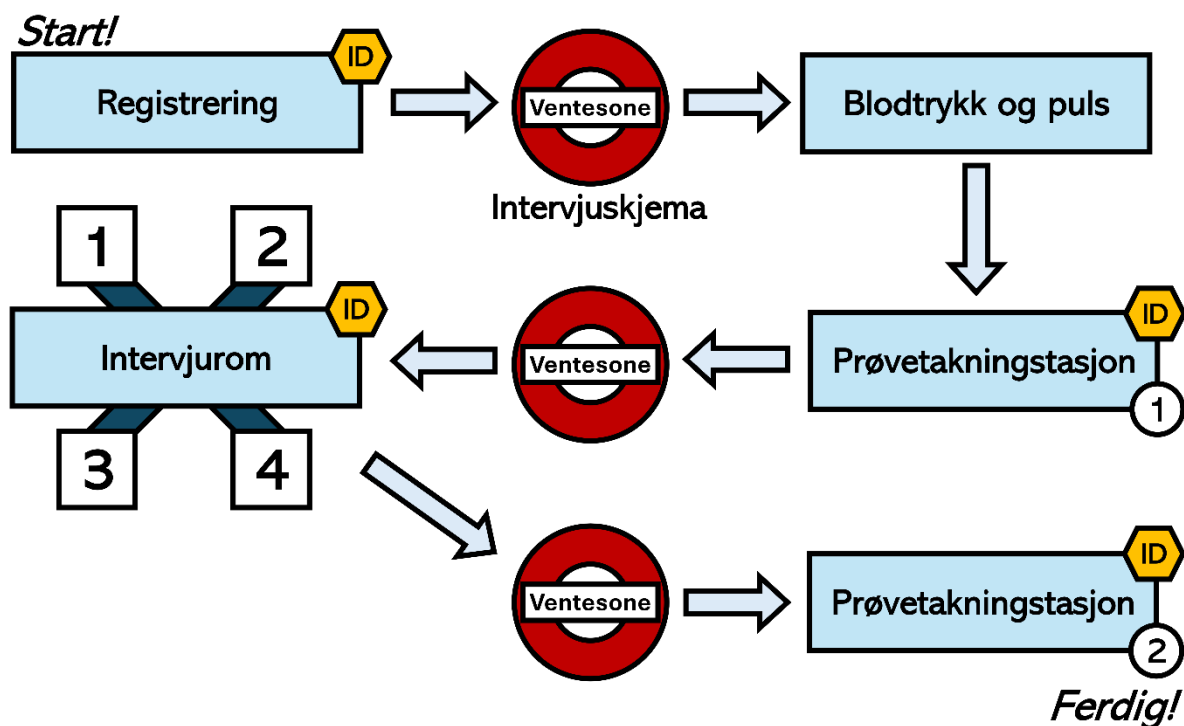 Start!
ID
Registrering
Ventesone
Blodtrykk og puls
Intervjuskjema
1
2
ID
Intervjurom
3
4
Ventesone
ID
Prøvetakningstasjon
1
Ventesone
ID
Prøvetakningstasjon
2
Ferdig!